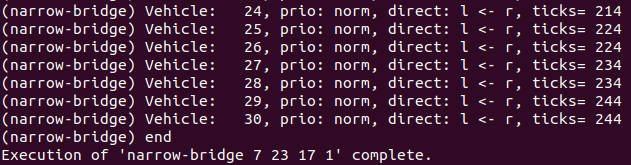 (narrow-bridge) Vehicle:   24, prio: norm, direct: l <- r, ticks= 214
(narrow-bridge) Vehicle:   25, prio: norm, direct: l <- r, ticks= 224
(narrow-bridge) Vehicle:   26, prio: norm, direct: l <- r, ticks= 224
(narrow-bridge) Vehicle:   27, prio: norm, direct: l <- r, ticks= 234
(narrow-bridge) Vehicle:   28, prio: norm, direct: l <- r, ticks= 234
(narrow-bridge) Vehicle:   29, prio: norm, direct: l <- r, ticks= 244
(narrow-bridge) Vehicle:   30, prio: norm, direct: l <- r, ticks= 244
(narrow-bridge) end
Execution of 'narrow-bridge 7 23 17 1' complete.